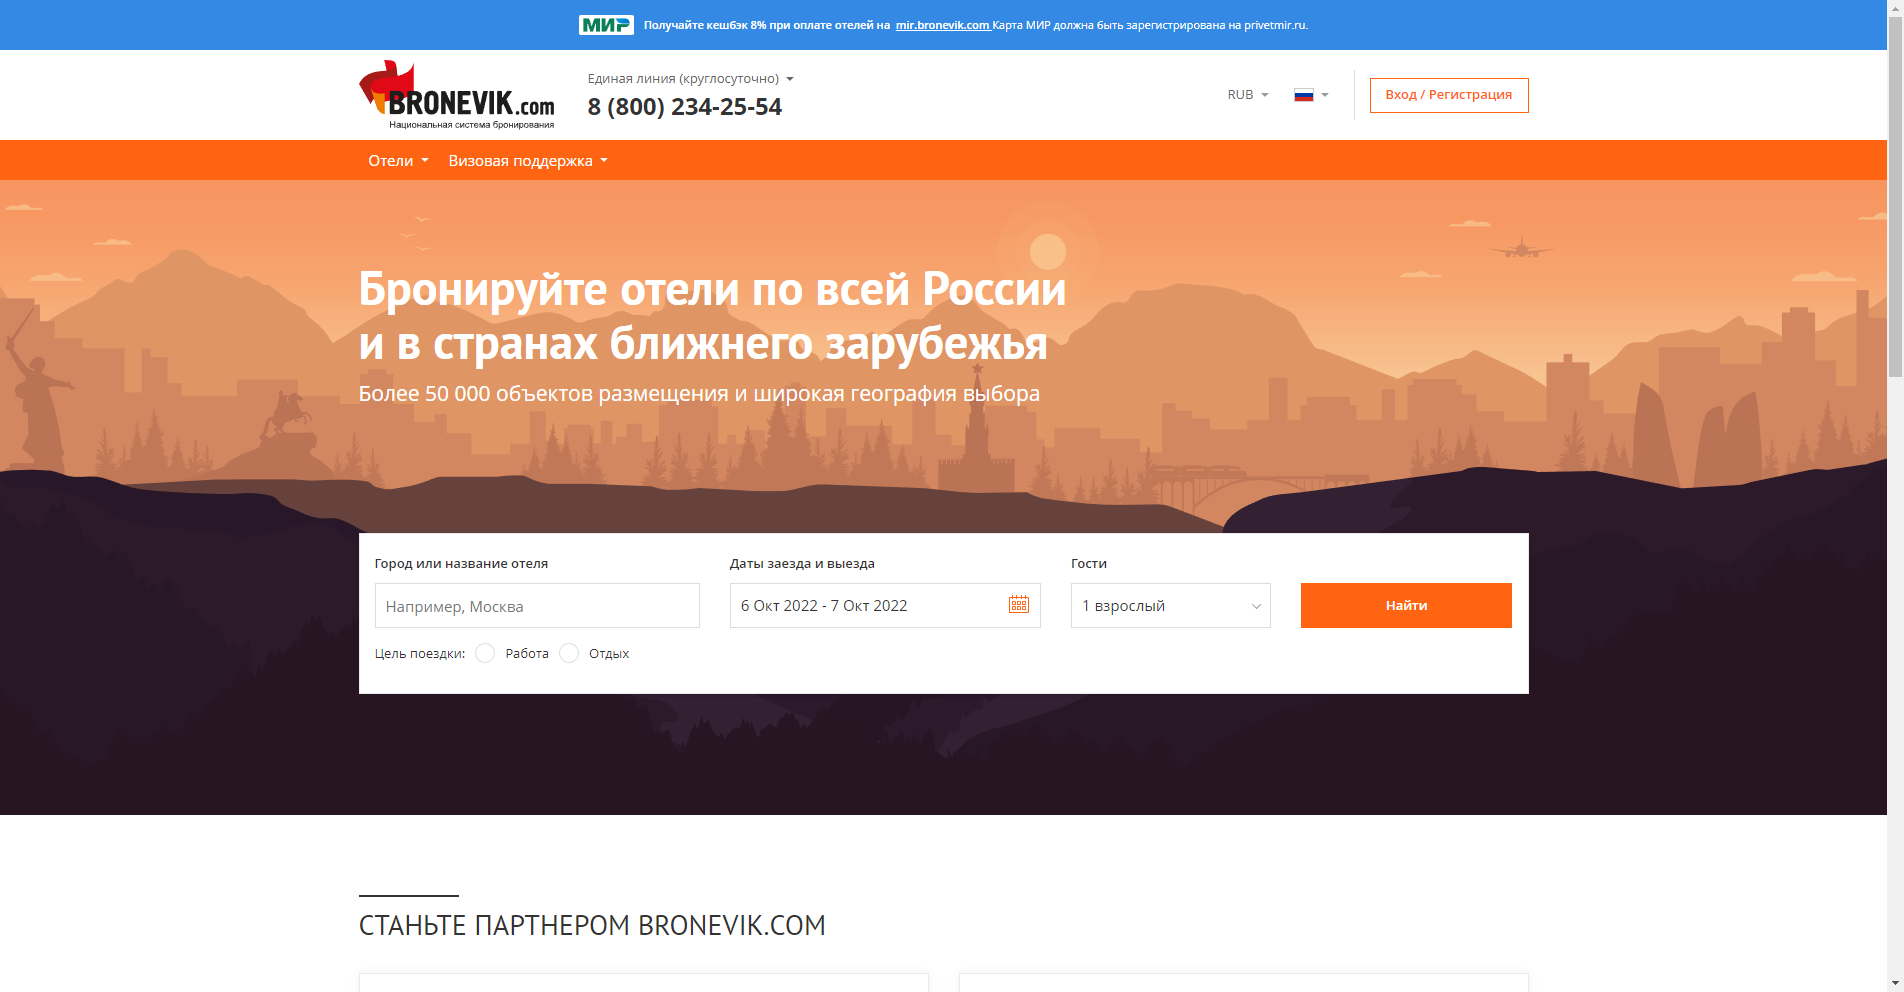 МИР Получайте кешбэк 8% при оплате отелей на mir.bronevik.com Карта МИР должна быть зарегистрирована на privetmir.ru.
BRONEVIK.com
Национальная система бронирования
Единая линия (круглосуточно)
8 (800) 234-25-54
RUB
Вход / Регистрация
Отели Визовая поддержка
Бронируйте отели по всей России
и в странах ближнего зарубежья
Более 50 000 объектов размещения и широкая география выбора
Город или название отеля Даты заезда и выезда Гости
Например, Москва 6 Окт 2022 - 7 Окт 2022 1 взрослый Найти
Цель поездки: Работа Отдых
СТАНЬТЕ ПАРТНЕРОМ BRONEVIK.COM